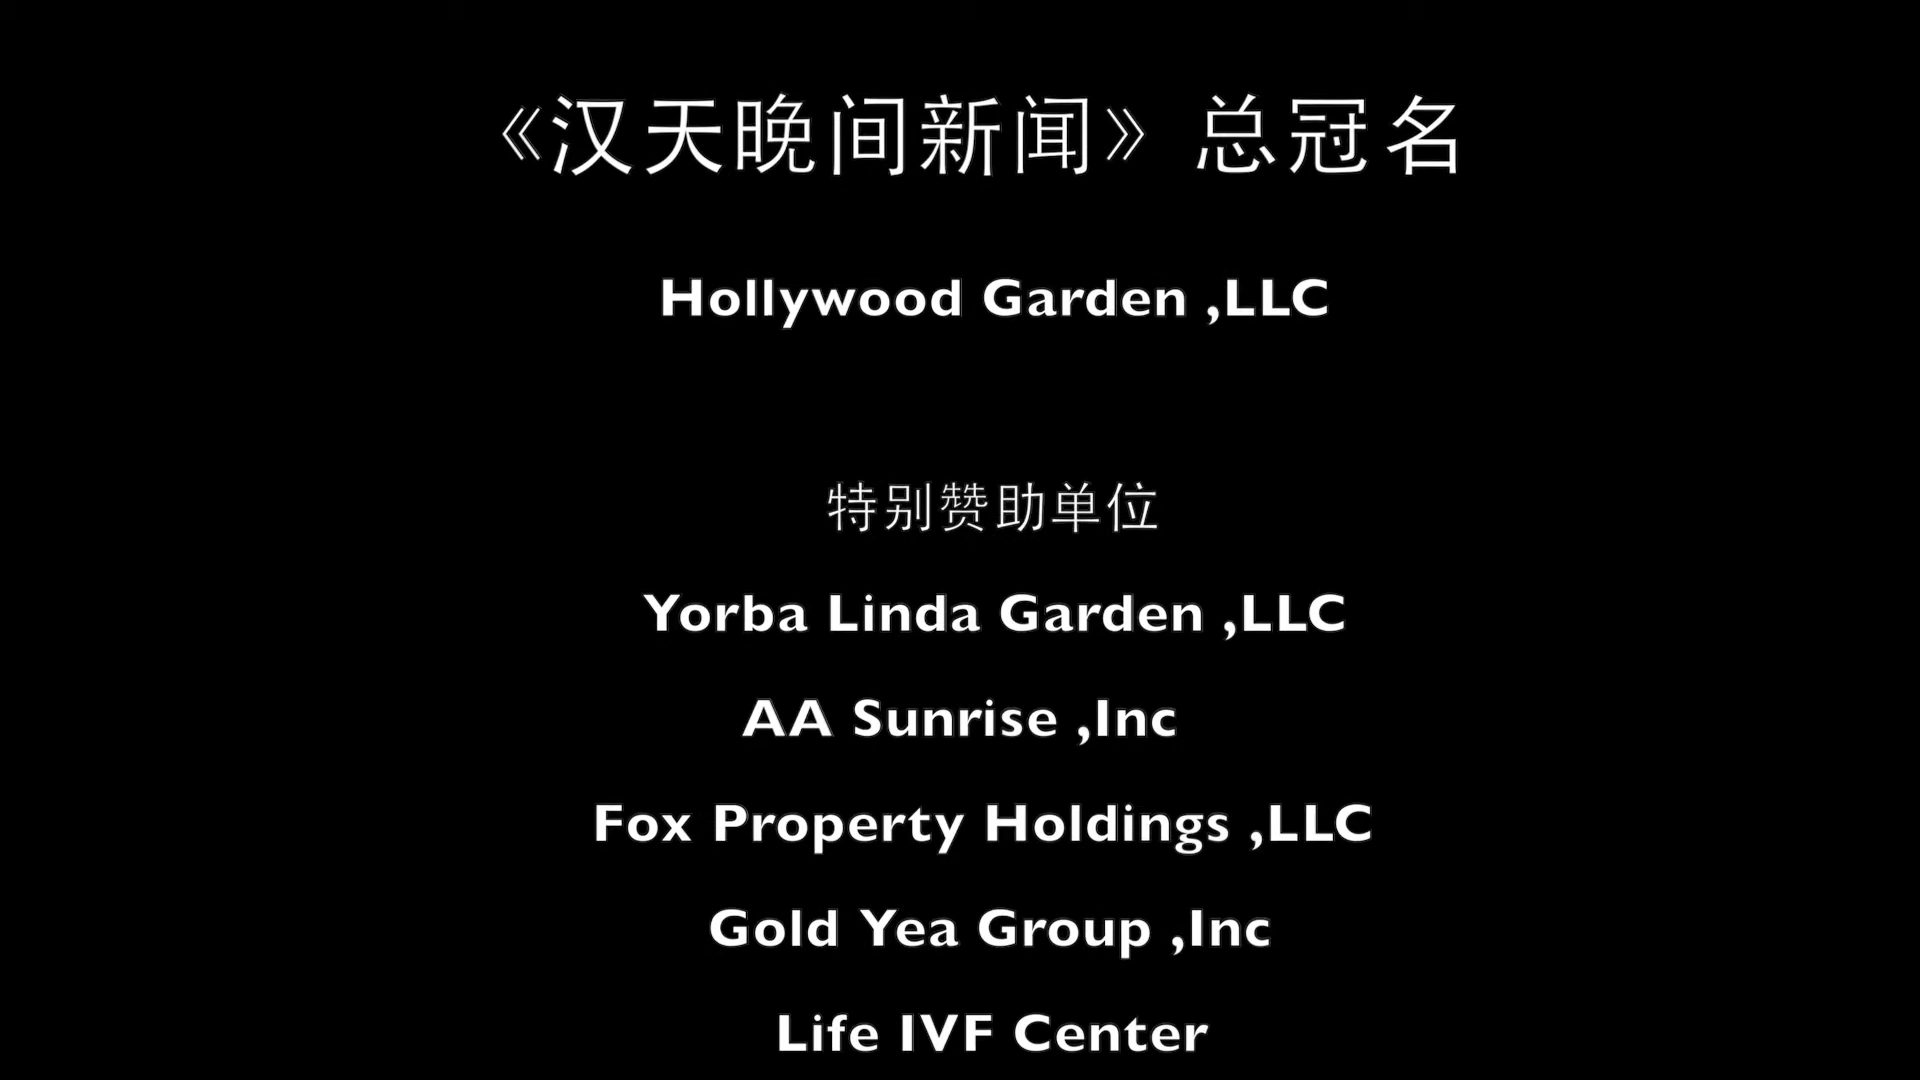 《汉天晚间新闻》总冠名
Hollywood Garden ,LLC
特别赞助单位
Yorba Linda Garden ,LLC
AA Sunrise ,Inc
Fox Property Holdings ,LLC
Gold Yea Group ,Inc
Life IVF Center